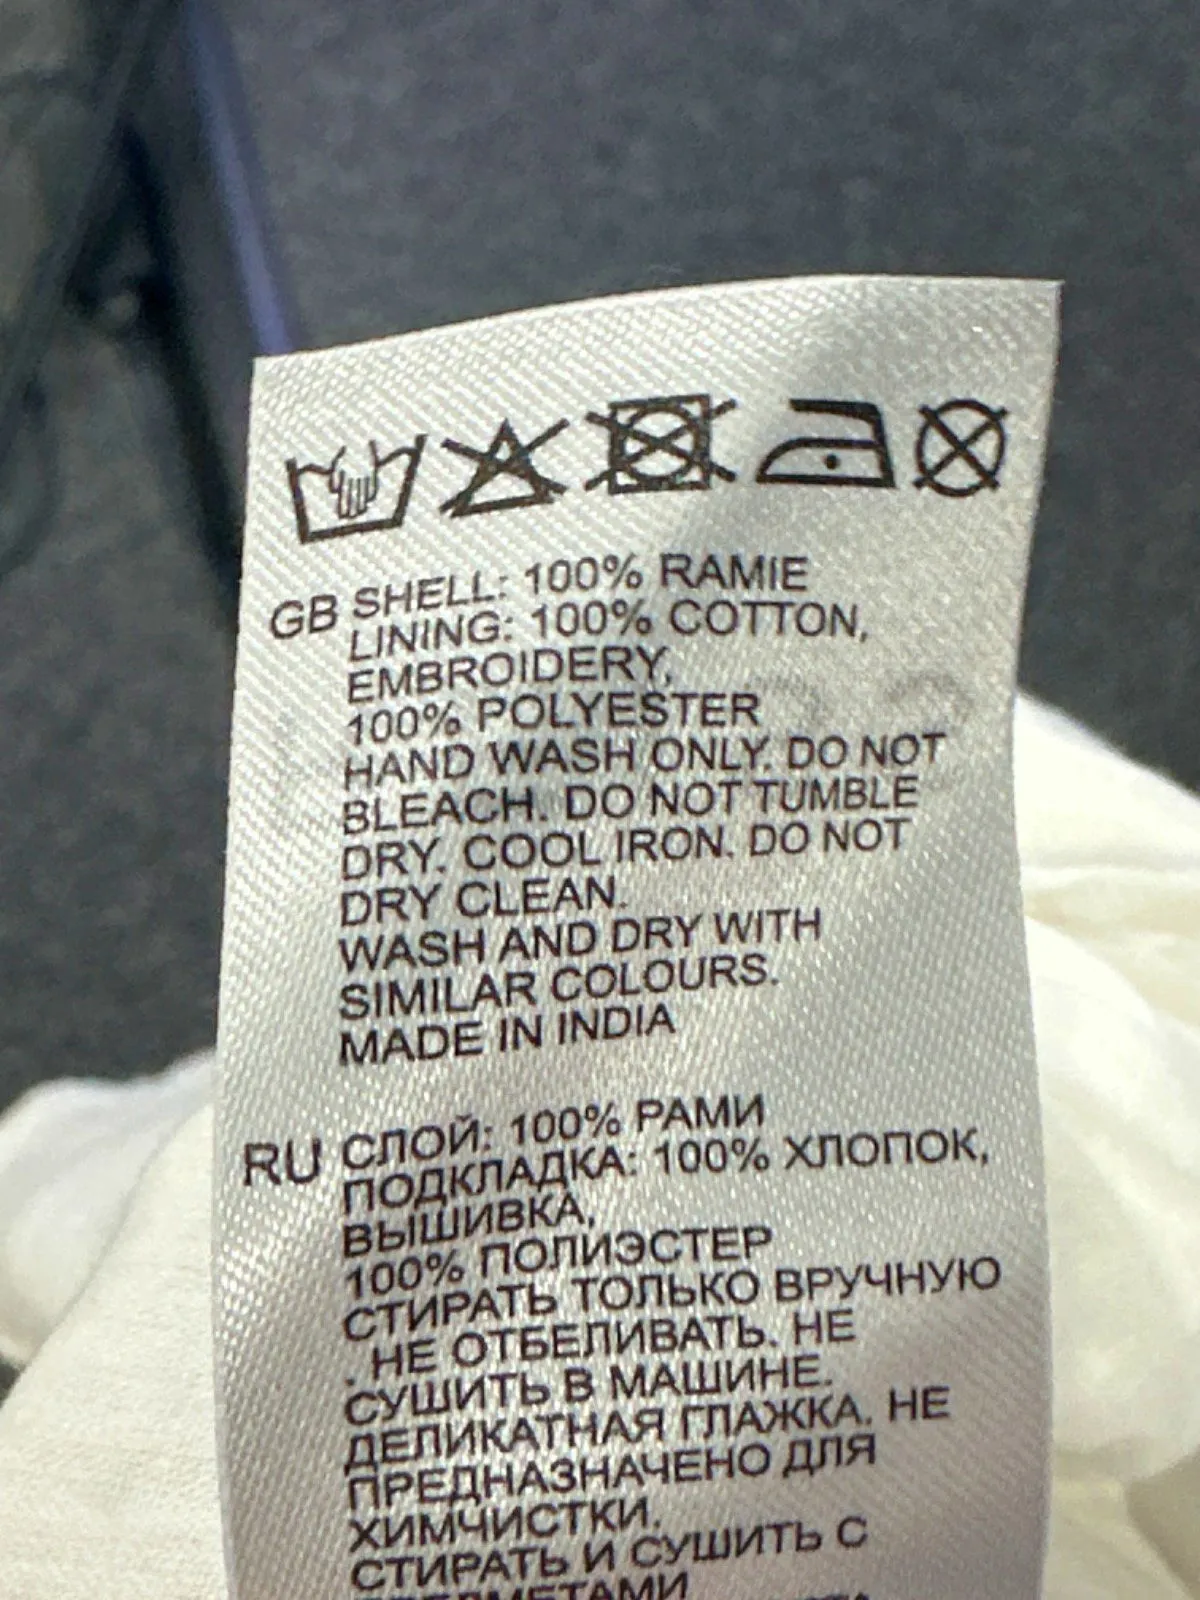 GB SHELL: 100% RAMIE
LINING: 100% COTTON,
EMBROIDERY,
100% POLYESTER
HAND WASH ONLY. DO NOT
BLEACH. DO NOT TUMBLE
DRY. COOL IRON. DO NOT
DRY CLEAN.
WASH AND DRY WITH
SIMILAR COLOURS.
MADE IN INDIA
RU СЛОЙ: 100% РАМИ
ПОДКЛАДКА: 100% ХЛОПОК,
ВЫШИВКА,
100% ПОЛИЭСТЕР
СТИРАТЬ ТОЛЬКО ВРУЧНУЮ
. НЕ ОТБЕЛИВАТЬ. НЕ
СУШИТЬ В МАШИНЕ.
ДЕЛИКАТНАЯ ГЛАЖКА. НЕ
ПРЕДНАЗНАЧЕНО ДЛЯ
ХИМЧИСТКИ.
СТИРАТЬ И СУШИТЬ С
ПРЕДМЕТАМИ